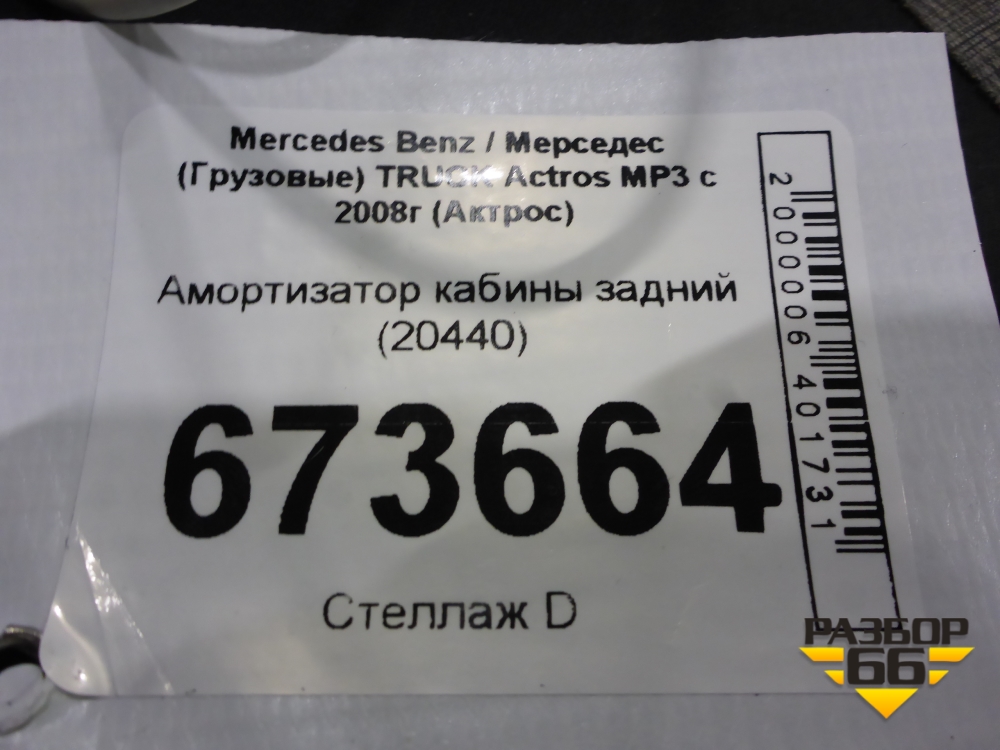 Mercedes Benz / Мерседес
(Грузовые) TRUCK Actros MP3 с
2008г (Актрос)
Амортизатор кабины задний
(20440)
673664
Стеллаж D
2000006401731
РАЗБОР
66